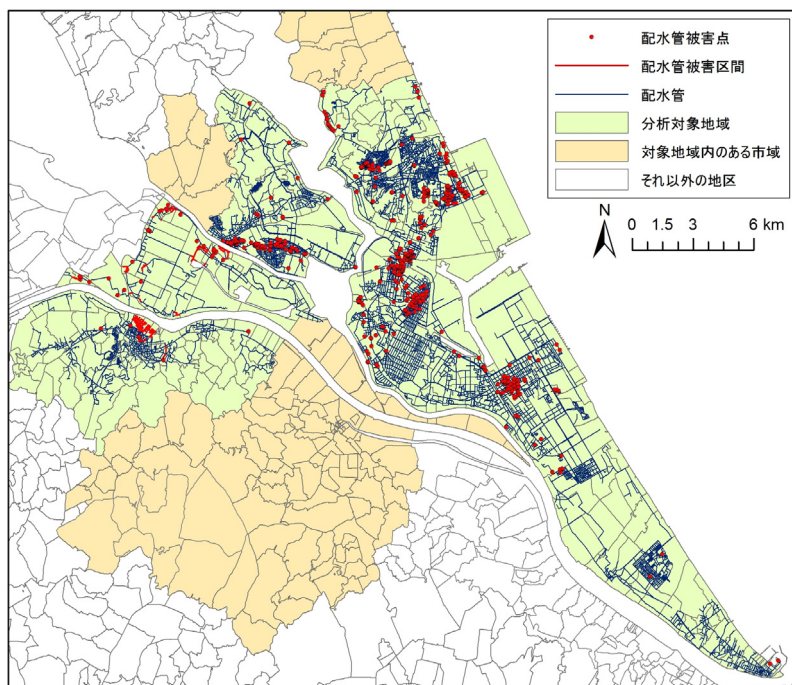 配水管被害点
配水管被害区間
配水管
分析対象地域
対象地域内のある市域
それ以外の地区
N
0 1.5 3 6 km